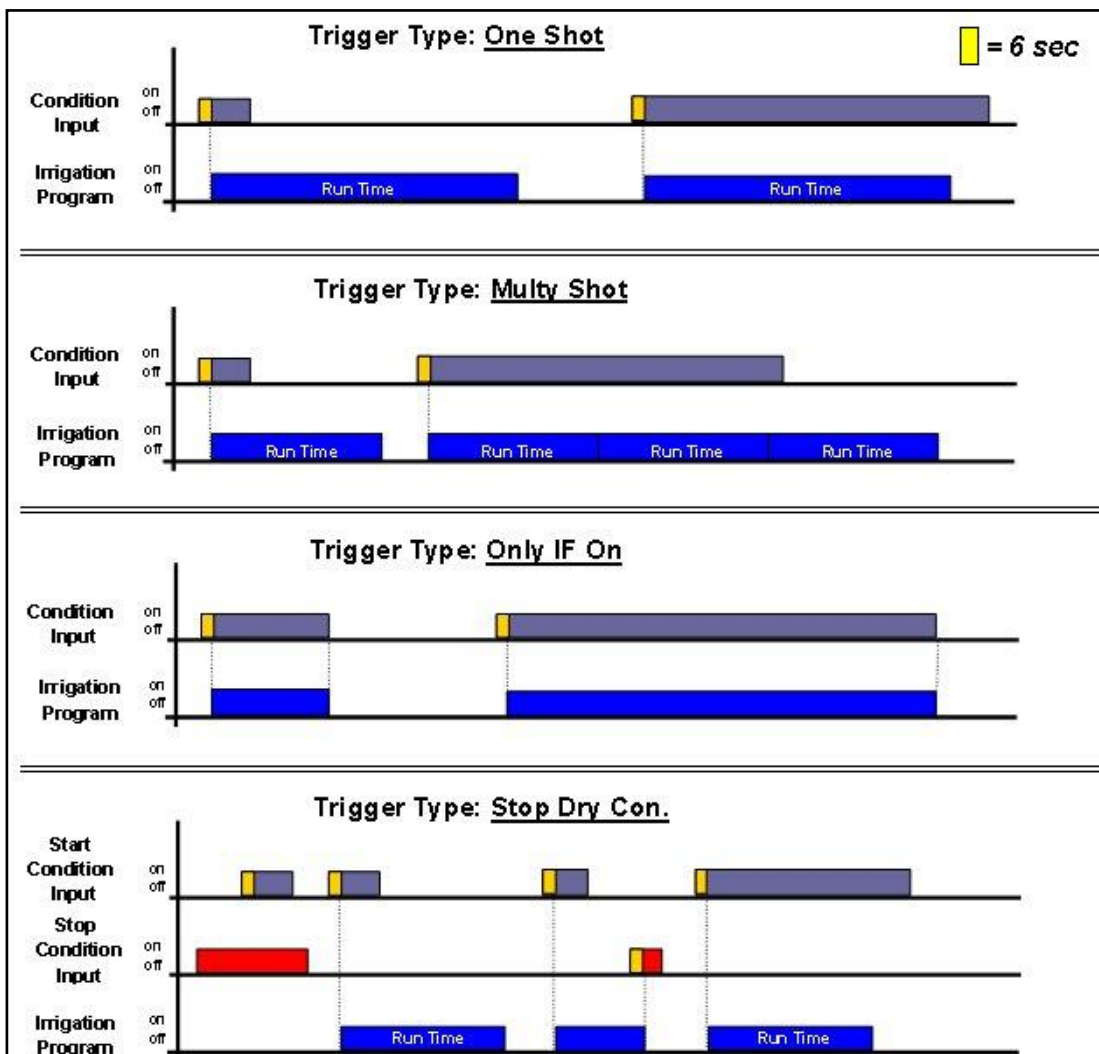 Trigger Type: One Shot
= 6 sec
Condition
Input
on
off
Irrigation
Program
on
off
Run Time
Run Time
Trigger Type: Multy Shot
Condition
Input
on
off
Irrigation
Program
on
off
Run Time
Run Time
Run Time
Run Time
Trigger Type: Only IF On
Condition
Input
on
off
Irrigation
Program
on
off
Trigger Type: Stop Dry Con.
Start
Condition
Input
on
off
Stop
Condition
Input
on
off
Irrigation
Program
on
off
Run Time
Run Time